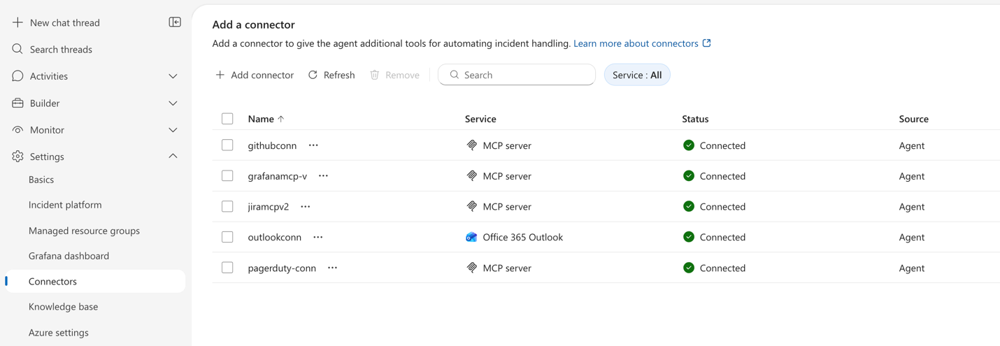 New chat thread
Search threads
Activities
Builder
Monitor
Settings
Basics
Incident platform
Managed resource groups
Grafana dashboard
Connectors
Knowledge base
Azure settings
Add a connector
Add a connector to give the agent additional tools for automating incident handling. Learn more about connectors
Add connector Refresh Remove Search Service : All
Name Service Status Source
githubconn ··· MCP server Connected Agent
grafanamcp-v ··· MCP server Connected Agent
jiramcpv2 ··· MCP server Connected Agent
outlookconn ··· Office 365 Outlook Connected Agent
pagerduty-conn ··· MCP server Connected Agent